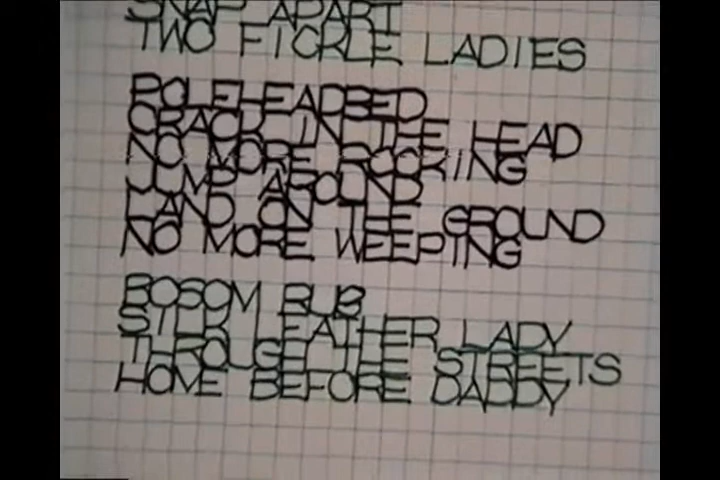 SNAP APART
TWO FICKLE LADIES
POLEHEADBED
CRACK IN THE HEAD
NO MORE ROCKING
JUMP AROUND
LAND ON THE GROUND
NO MORE WEEPING
BOSOM BUB
SILK LEATHER LADY
THROUGH THE STREETS
HOME BEFORE DADDY